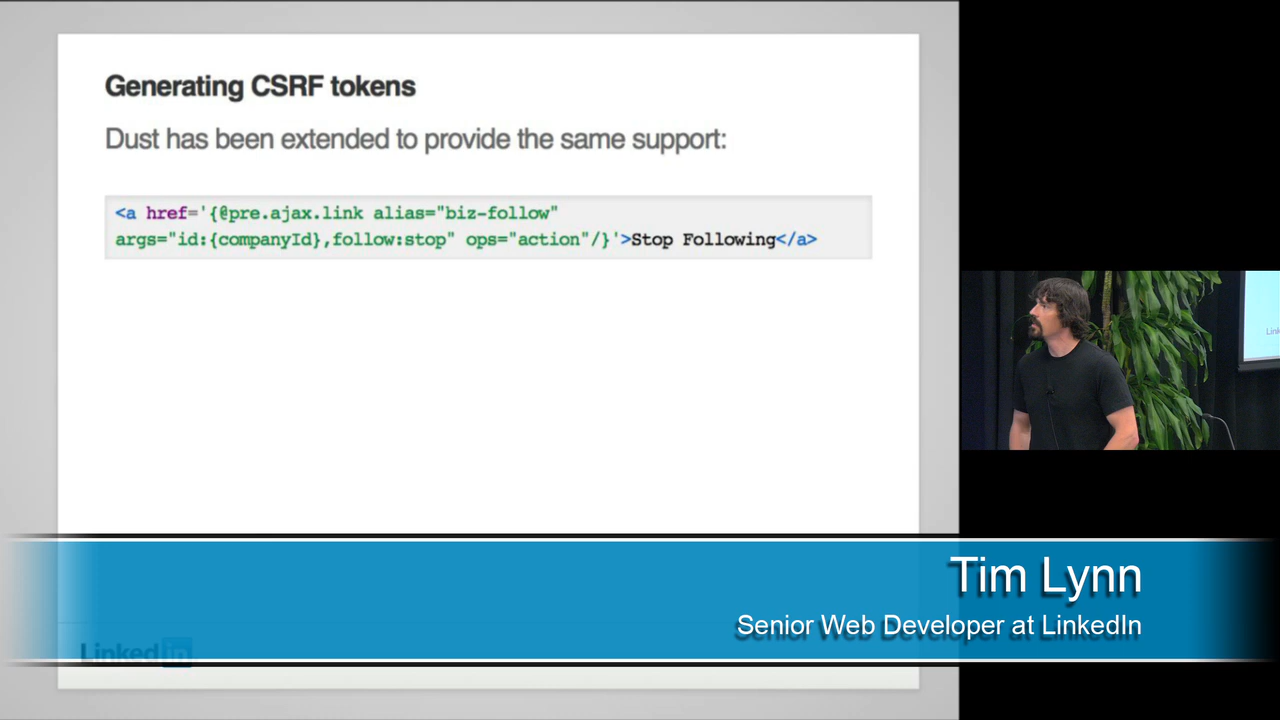 Generating CSRF tokens
Dust has been extended to provide the same support:
<a href='{@pre.ajax.link alias="biz-follow"
args="id:{companyId},follow:stop" ops="action"/}'>Stop Following</a>
Link
Tim Lynn
Senior Web Developer at LinkedIn
Linkedin